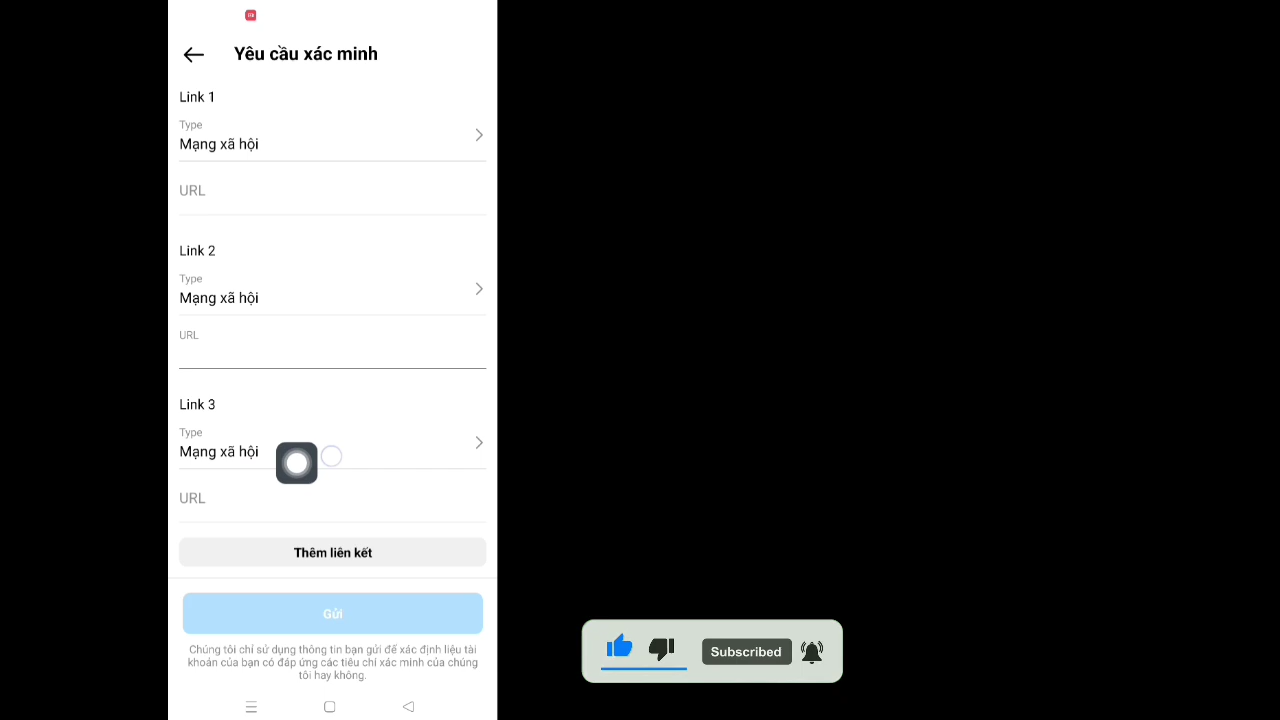 Yêu cầu xác minh
Link 1
Type
Mạng xã hội
URL
Link 2
Type
Mạng xã hội
URL
Link 3
Type
Mạng xã hội
URL
Thêm liên kết
Gửi
Chúng tôi chỉ sử dụng thông tin bạn gửi để xác định liệu tài
khoản của bạn có đáp ứng các tiêu chí xác minh của chúng
tôi hay không.
Subscribed